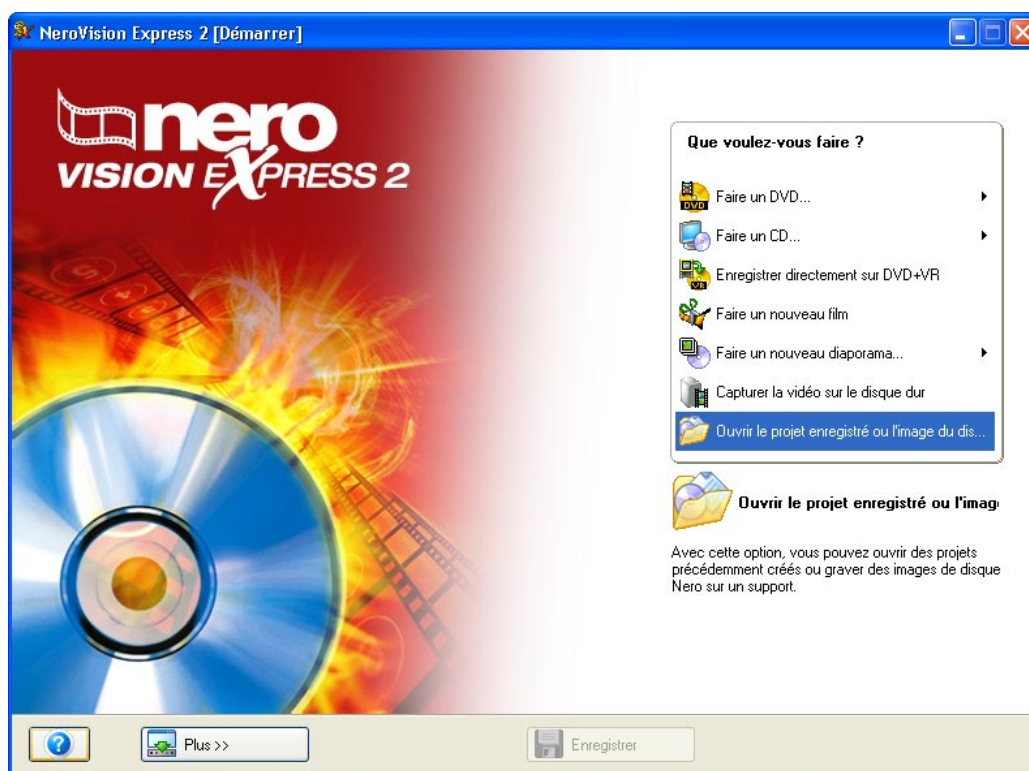 NeroVision Express 2 [Démarrer]
nero
VISION EXPRESS 2
Que voulez-vous faire ?
DVD
Faire un DVD...
Faire un CD...
VR
Enregistrer directement sur DVD+VR
Faire un nouveau film
Faire un nouveau diaporama...
Capturer la vidéo sur le disque dur
Ouvrir le projet enregistré ou l'image du dis...
Ouvrir le projet enregistré ou l'imag
Avec cette option, vous pouvez ouvrir des projets
précédemment créés ou graver des images de disque
Nero sur un support.
Plus >>
Enregistrer